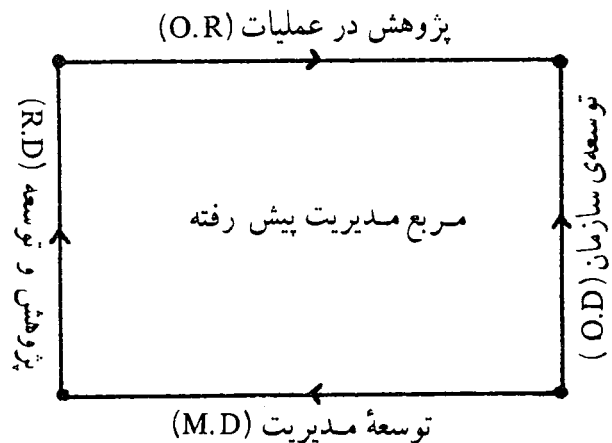 پژوهش در عملیات (O.R)
توسعه‌ی سازمان (O.D)
مربع مدیریت پیش رفته
پژوهش و توسعه (R.D)
توسعهٔ مدیریت (M.D)